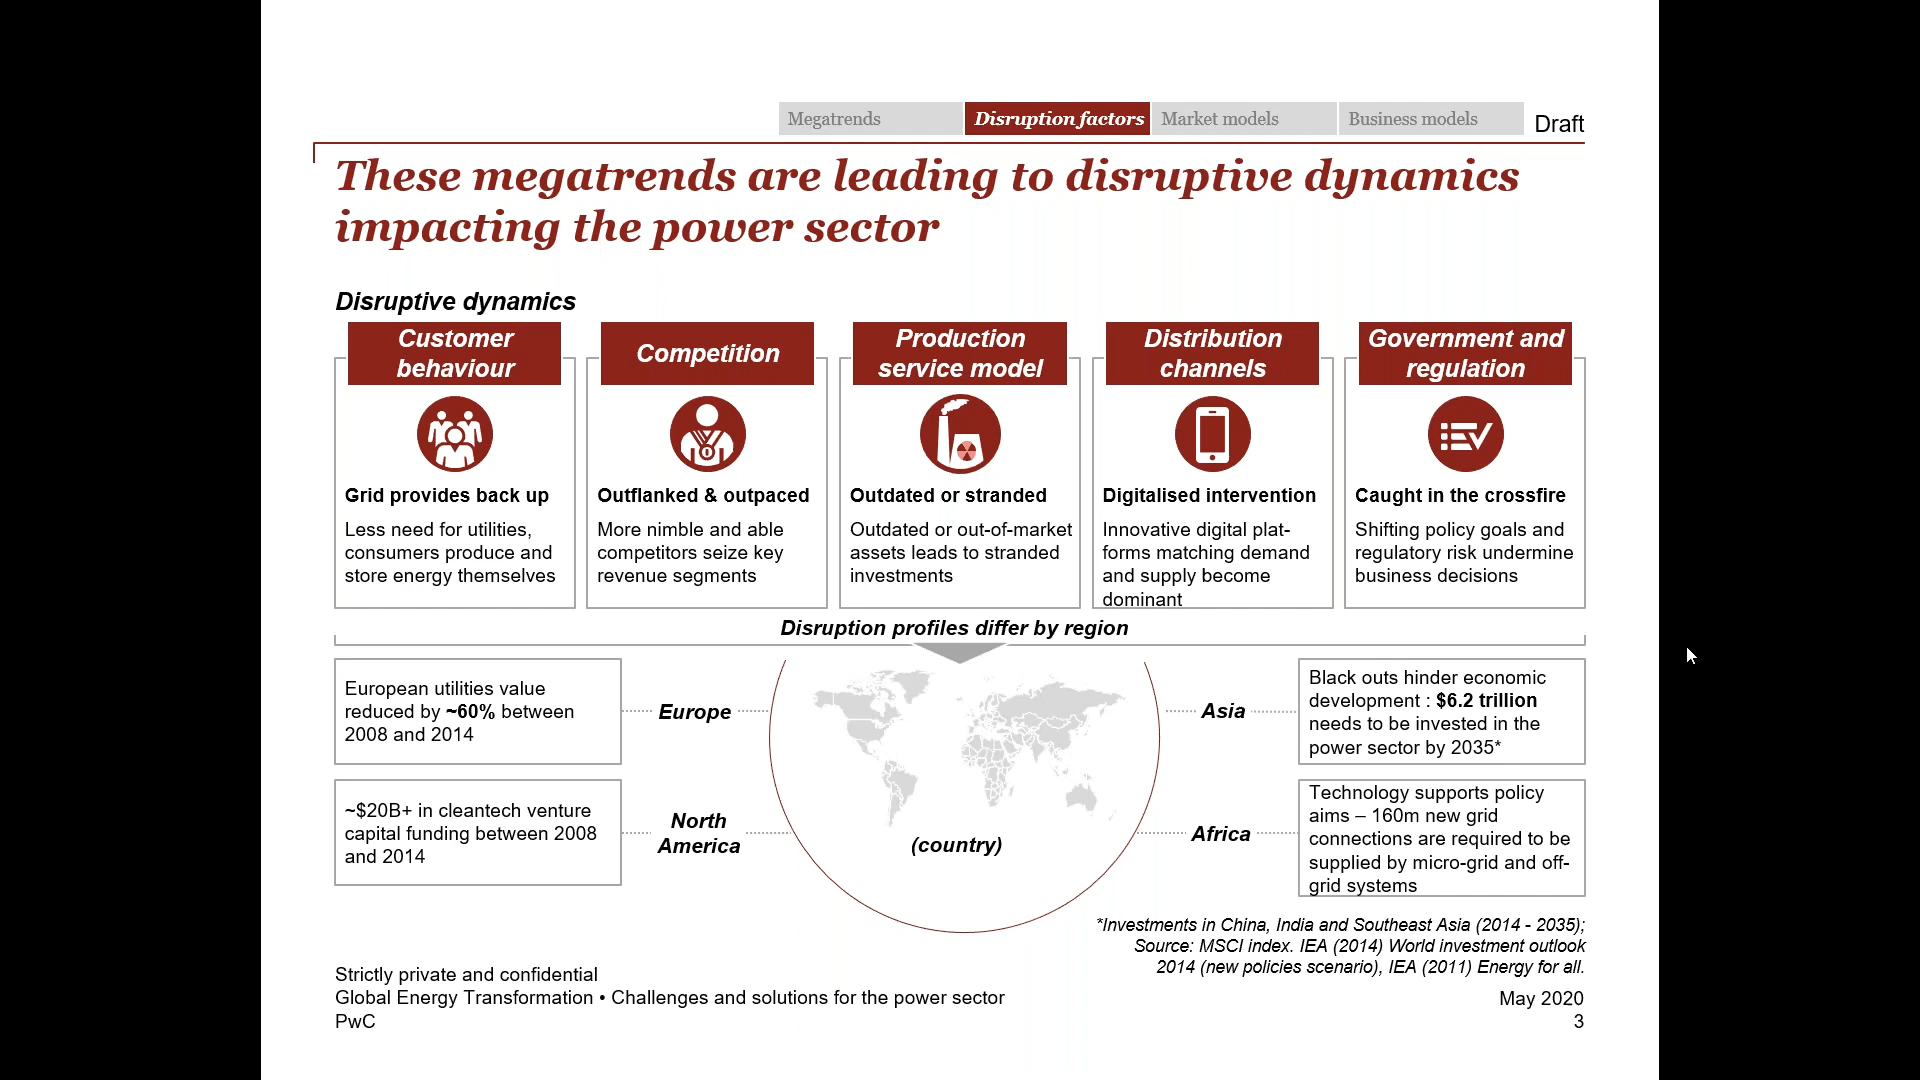 Megatrends
Disruption factors
Market models
Business models
Draft
These megatrends are leading to disruptive dynamics
impacting the power sector
Disruptive dynamics
Customer
behaviour
Grid provides back up
Less need for utilities,
consumers produce and
store energy themselves
Competition
Outflanked & outpaced
More nimble and able
competitors seize key
revenue segments
Production
service model
Outdated or stranded
Outdated or out-of-market
assets leads to stranded
investments
Distribution
channels
Digitalised intervention
Innovative digital plat-
forms matching demand
and supply become
dominant
Government and
regulation
Caught in the crossfire
Shifting policy goals and
regulatory risk undermine
business decisions
Disruption profiles differ by region
European utilities value
reduced by ~60% between
2008 and 2014
Europe
~$20B+ in cleantech venture
capital funding between 2008
and 2014
North
America
(country)
Asia
Black outs hinder economic
development : $6.2 trillion
needs to be invested in the
power sector by 2035*
Africa
Technology supports policy
aims – 160m new grid
connections are required to be
supplied by micro-grid and off-
grid systems
*Investments in China, India and Southeast Asia (2014 - 2035);
Source: MSCI index. IEA (2014) World investment outlook
2014 (new policies scenario), IEA (2011) Energy for all.
Strictly private and confidential
Global Energy Transformation • Challenges and solutions for the power sector
PwC
May 2020
3